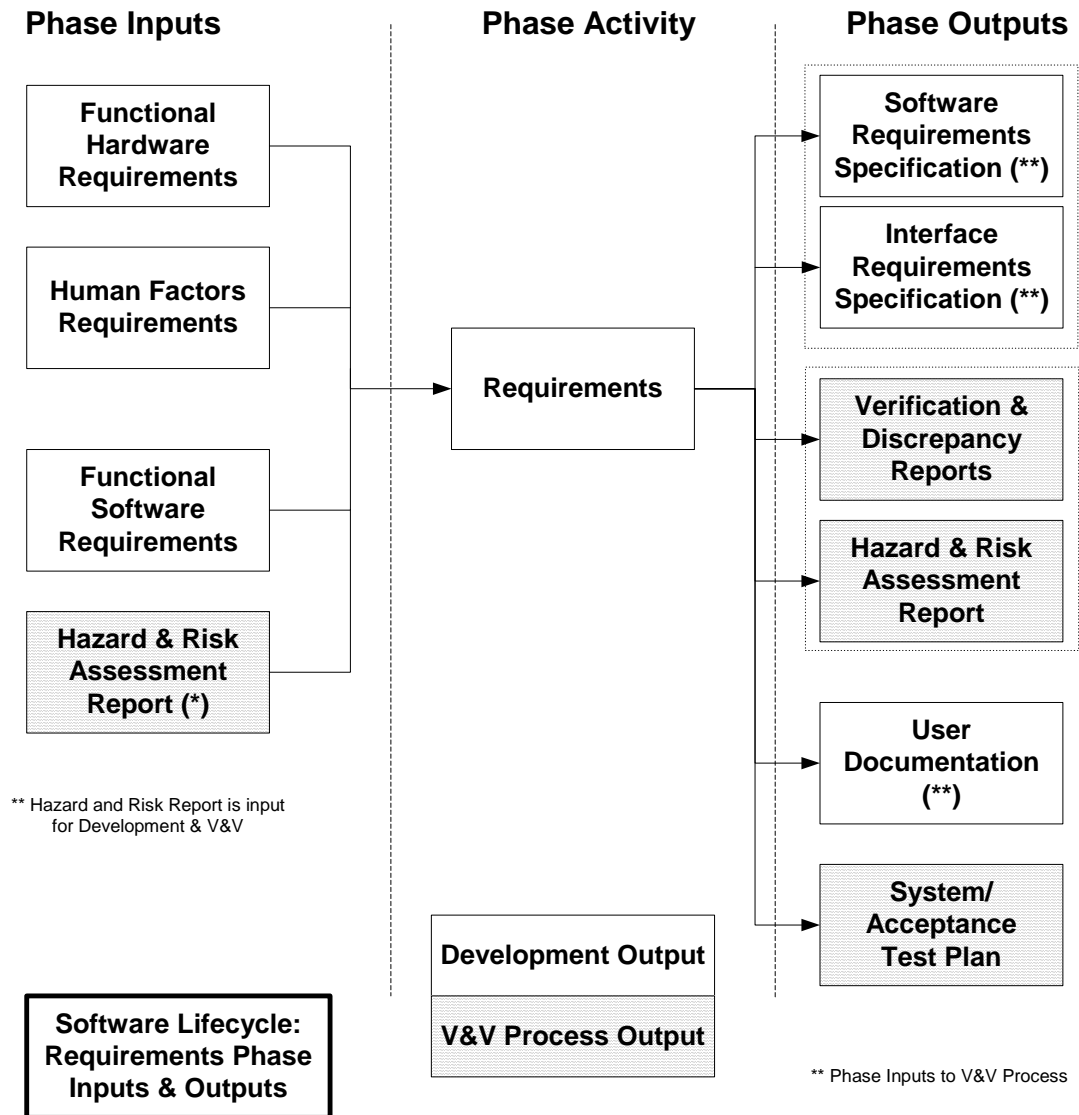 Phase Inputs
Phase Activity
Phase Outputs
Functional
Hardware
Requirements
Human Factors
Requirements
Functional
Software
Requirements
Hazard & Risk
Assessment
Report (*)
** Hazard and Risk Report is input
for Development & V&V
Software Lifecycle:
Requirements Phase
Inputs & Outputs
Requirements
Development Output
V&V Process Output
Software
Requirements
Specification (**)
Interface
Requirements
Specification (**)
Verification &
Discrepancy
Reports
Hazard & Risk
Assessment
Report
User
Documentation
(**)
System/
Acceptance
Test Plan
** Phase Inputs to V&V Process